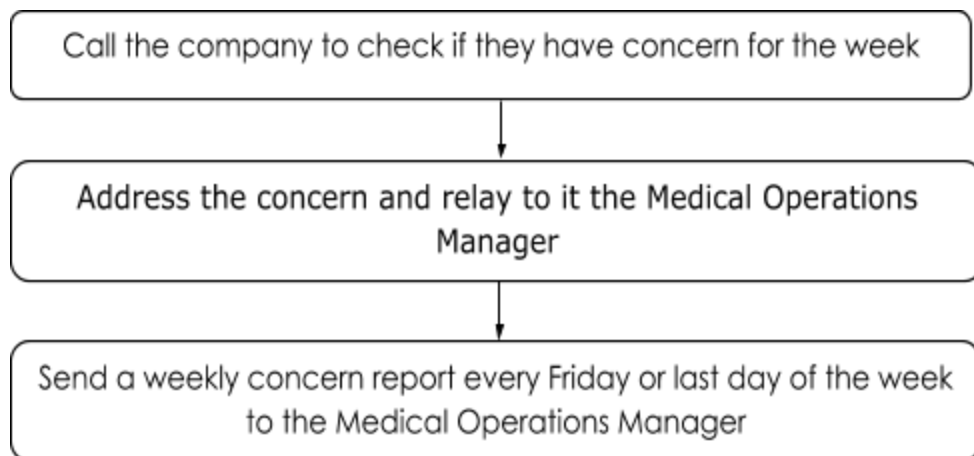 Call the company to check if they have concern for the week
Address the concern and relay to it the Medical Operations
Manager
Send a weekly concern report every Friday or last day of the week
to the Medical Operations Manager